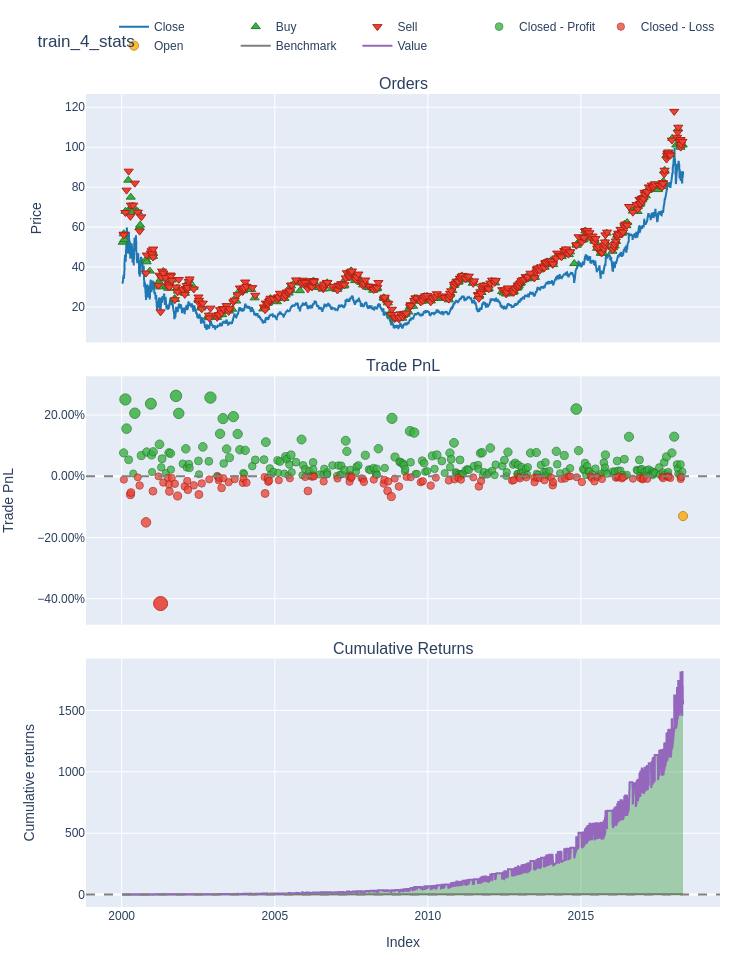 train_4_stats
Close
Buy
Sell
Closed - Profit
Closed - Loss
Open
Benchmark
Value
Orders
120
100
80
60
40
20
Price
Trade PnL
20.00%
0.00%
−20.00%
−40.00%
Trade PnL
Cumulative Returns
1500
1000
500
0
Cumulative returns
2000
2005
2010
2015
Index